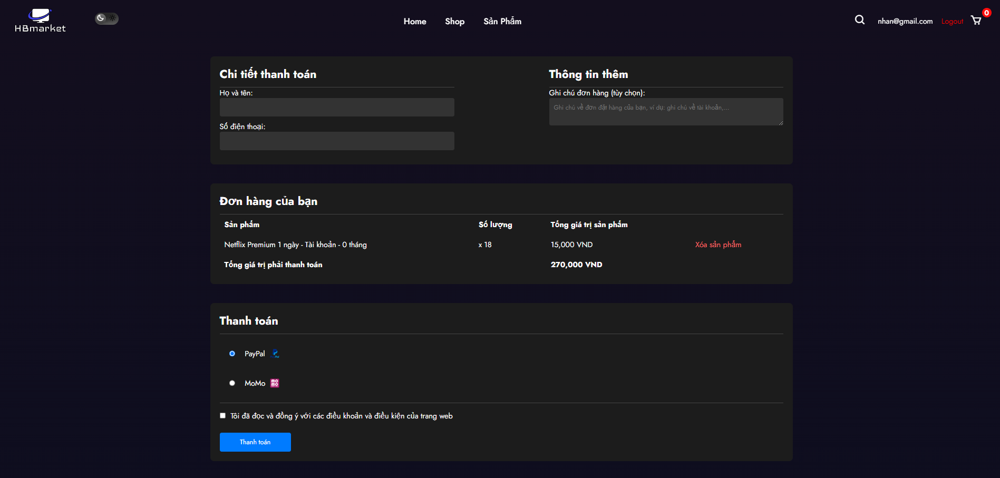 HBmarket
Home Shop Sản Phẩm
nhan@gmail.com Logout 0
Chi tiết thanh toán
Họ và tên:
Số điện thoại:
Thông tin thêm
Ghi chú đơn hàng (tùy chọn):
Ghi chú về đơn đặt hàng của bạn, ví dụ: ghi chú về tài khoản,...
Đơn hàng của bạn
Sản phẩm Số lượng Tổng giá trị sản phẩm
Netflix Premium 1 ngày - Tài khoản - 0 tháng x 18 15,000 VND Xóa sản phẩm
Tổng giá trị phải thanh toán 270,000 VND
Thanh toán
PayPal
MoMo mo mo
Tôi đã đọc và đồng ý với các điều khoản và điều kiện của trang web
Thanh toán